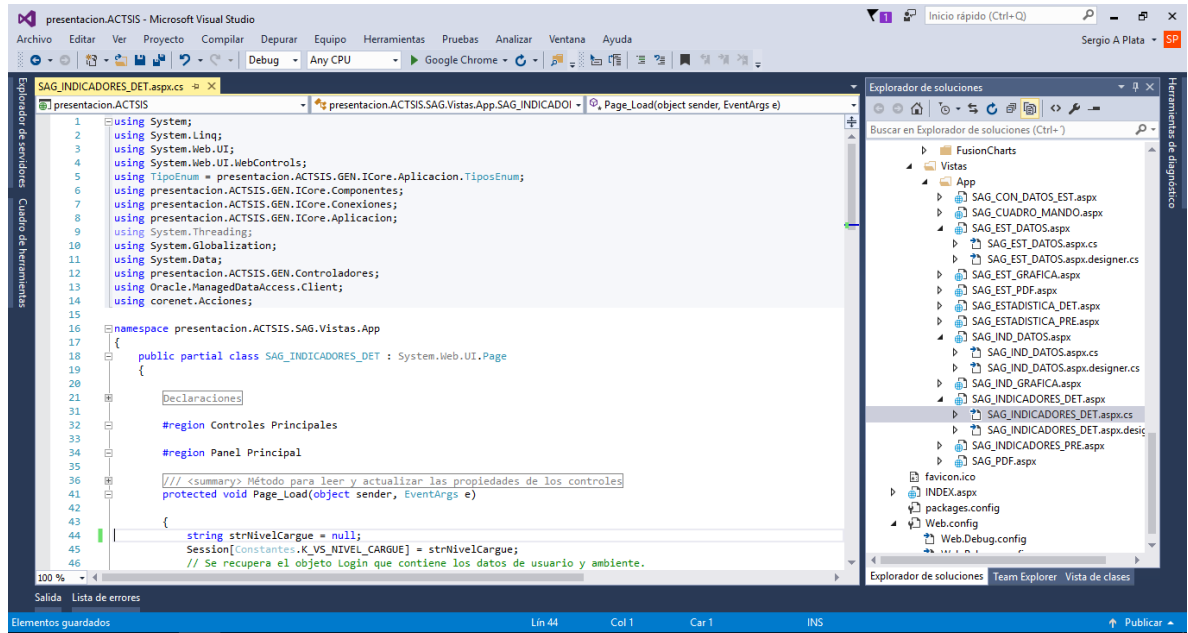 presentacion.ACTSIS - Microsoft Visual Studio
1
Inicio rápido (Ctrl+Q)
Archivo Editar Ver Proyecto Compilar Depurar Equipo Herramientas Pruebas Analizar Ventana Ayuda
Sergio A Plata SP
Debug Any CPU Google Chrome
Explorador de servidores
Cuadro de herramientas
SAG_INDICADORES_DET.aspx.cs
presentacion.ACTSIS presentacion.ACTSIS.SAG.Vistas.App.SAG_INDICADOI Page_Load(object sender, EventArgs e)
1 using System;
2 using System.Linq;
3 using System.Web.UI;
4 using System.Web.UI.WebControls;
5 using TipoEnum = presentacion.ACTSIS.GEN.ICore.Aplicacion.TiposEnum;
6 using presentacion.ACTSIS.GEN.ICore.Componentes;
7 using presentacion.ACTSIS.GEN.ICore.Conexiones;
8 using presentacion.ACTSIS.GEN.ICore.Aplicacion;
9 using System.Threading;
10 using System.Globalization;
11 using System.Data;
12 using presentacion.ACTSIS.GEN.Controladores;
13 using Oracle.ManagedDataAccess.Client;
14 using corenet.Acciones;
15
16 namespace presentacion.ACTSIS.SAG.Vistas.App
17 {
18 public partial class SAG_INDICADORES_DET : System.Web.UI.Page
19 {
20
21 Declaraciones
31
32 #region Controles Principales
33
34 #region Panel Principal
35
36 /// <summary> Método para leer y actualizar las propiedades de los controles
41 protected void Page_Load(object sender, EventArgs e)
42
43 {
44 string strNivelCargue = null;
45 Session[Constantes.K_VS_NIVEL_CARGUE] = strNivelCargue;
46 // Se recupera el objeto Login que contiene los datos de usuario y ambiente.
100 %
Explorador de soluciones
Buscar en Explorador de soluciones (Ctrl+´)
FusionCharts
Vistas
App
SAG_CON_DATOS_EST.aspx
SAG_CUADRO_MANDO.aspx
SAG_EST_DATOS.aspx
SAG_EST_DATOS.aspx.cs
SAG_EST_DATOS.aspx.designer.cs
SAG_EST_GRAFICA.aspx
SAG_EST_PDF.aspx
SAG_ESTADISTICA_DET.aspx
SAG_ESTADISTICA_PRE.aspx
SAG_IND_DATOS.aspx
SAG_IND_DATOS.aspx.cs
SAG_IND_DATOS.aspx.designer.cs
SAG_IND_GRAFICA.aspx
SAG_INDICADORES_DET.aspx
SAG_INDICADORES_DET.aspx.cs
SAG_INDICADORES_DET.aspx.desig
SAG_INDICADORES_PRE.aspx
SAG_PDF.aspx
favicon.ico
INDEX.aspx
packages.config
Web.config
Web.Debug.config
Explorador de soluciones Team Explorer Vista de clases
Herramientas de diagnóstico
Salida Lista de errores
Elementos guardados Lín 44 Col 1 Car 1 INS Publicar